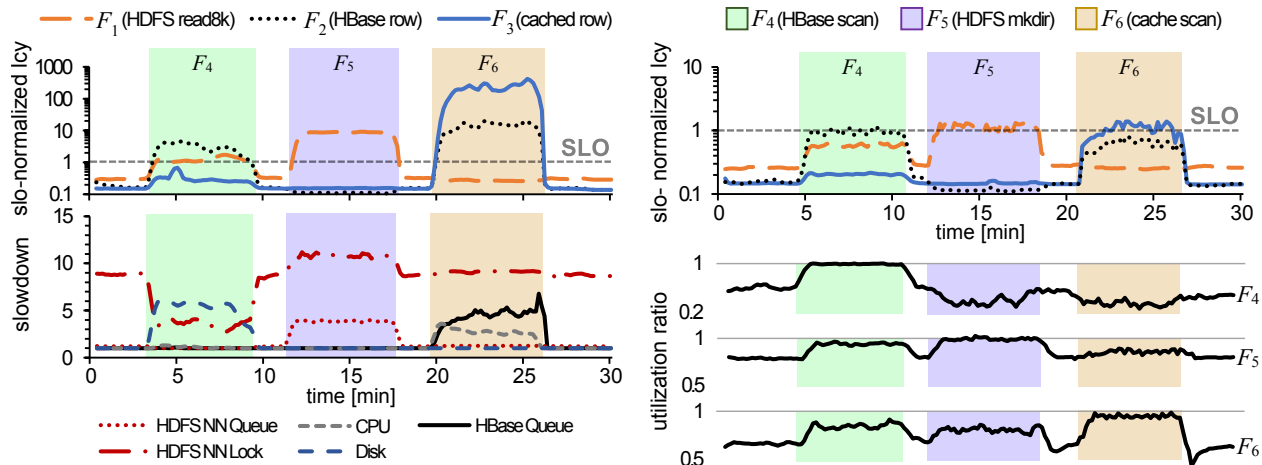 F1 (HDFS read8k) F2 (HBase row) F3 (cached row)
F4 (HBase scan) F5 (HDFS mkdir) F6 (cache scan)
slo-normalized lcy
1000
100
10
1
0.1
F4 F5 F6
SLO
slowdown
15
10
5
0
0 5 10 15 20 25 30
time [min]
HDFS NN Queue CPU HBase Queue
HDFS NN Lock Disk
slo- normalized lcy
10
1
0.1
F4 F5 F6
SLO
0 5 10 15 20 25 30
time [min]
utilization ratio
1
0.2
F4
1
0.5
F5
1
0.5
F6